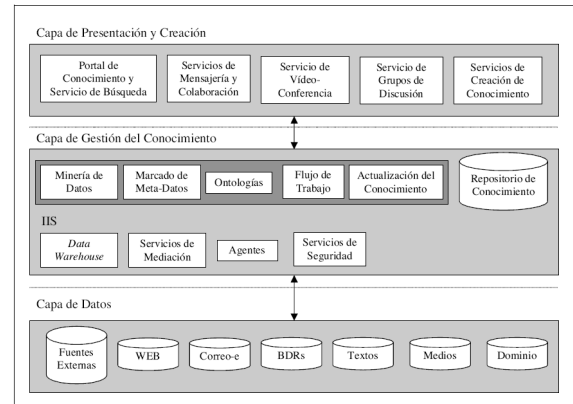 Capa de Presentación y Creación
Portal de
Conocimiento y
Servicio de Búsqueda
Servicios de
Mensajería y
Colaboración
Servicio de
Vídeo-
Conferencia
Servicio de
Grupos de
Discusión
Servicios de
Creación de
Conocimiento
Capa de Gestión del Conocimiento
Minería de
Datos
Marcado de
Meta-Datos
Ontologías
Flujo de
Trabajo
Actualización del
Conocimiento
Repositorio de
Conocimiento
IIS
Data
Warehouse
Servicios de
Mediación
Agentes
Servicios de
Seguridad
Capa de Datos
Fuentes
Externas
WEB
Correo-e
BDRs
Textos
Medios
Dominio